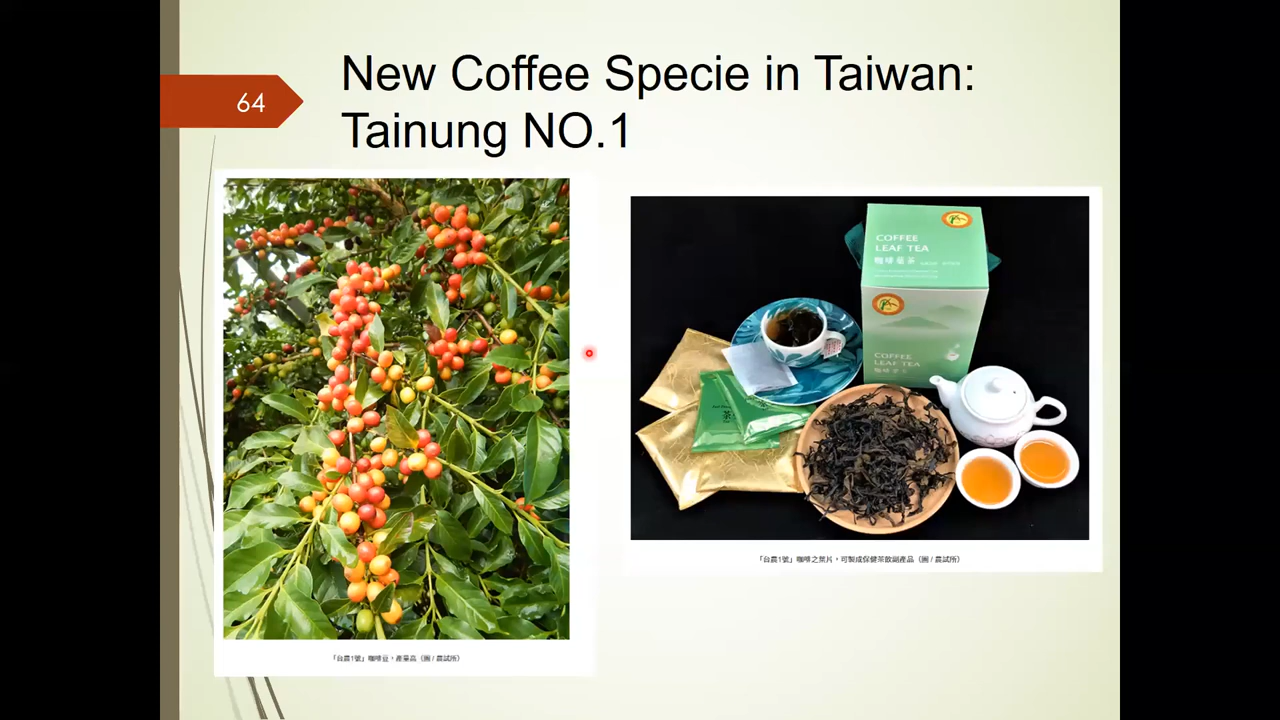 64
New Coffee Specie in Taiwan:
Tainung NO.1
COFFEE
LEAF TEA
咖啡葉茶
COFFEE
LEAF TEA
「台農1號」咖啡之葉片,可製成保健茶飲副產品(圖 / 農試所)
「台農1號」咖啡豆,產量品(圖 / 農試所)